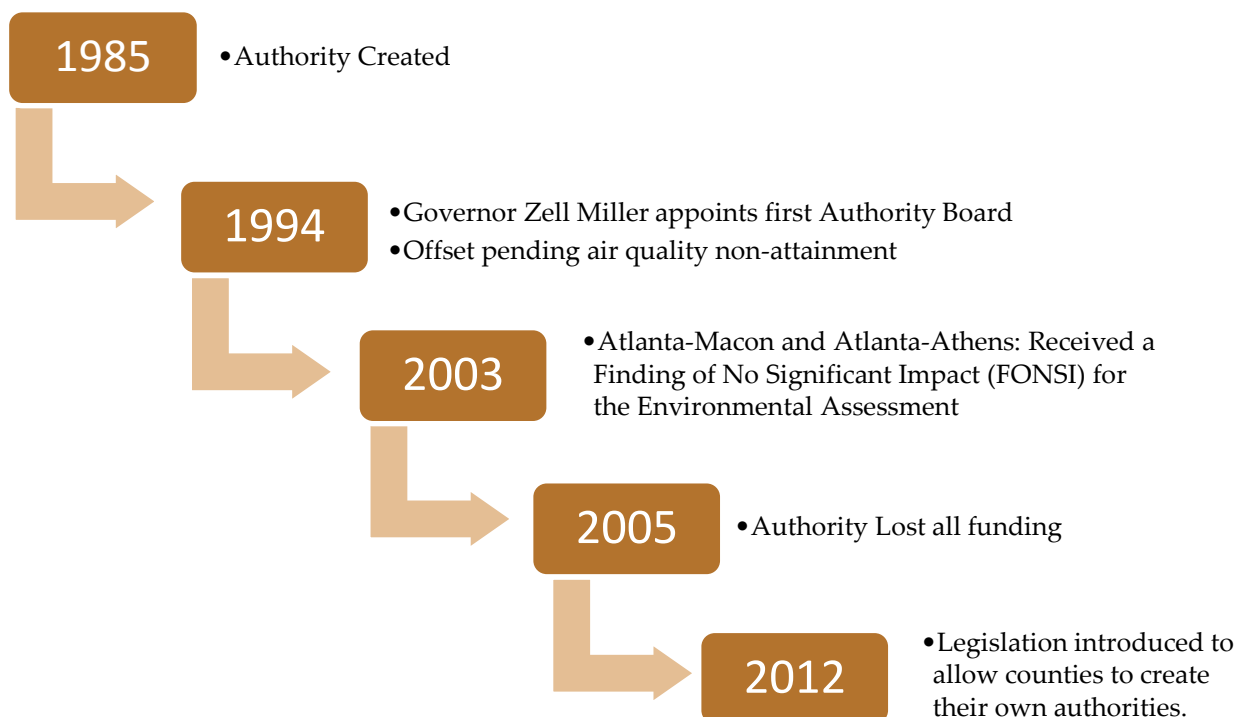 1985
•Authority Created
1994
•Governor Zell Miller appoints first Authority Board
•Offset pending air quality non-attainment
2003
•Atlanta-Macon and Atlanta-Athens: Received a
Finding of No Significant Impact (FONSI) for
the Environmental Assessment
2005
•Authority Lost all funding
2012
•Legislation introduced to
allow counties to create
their own authorities.